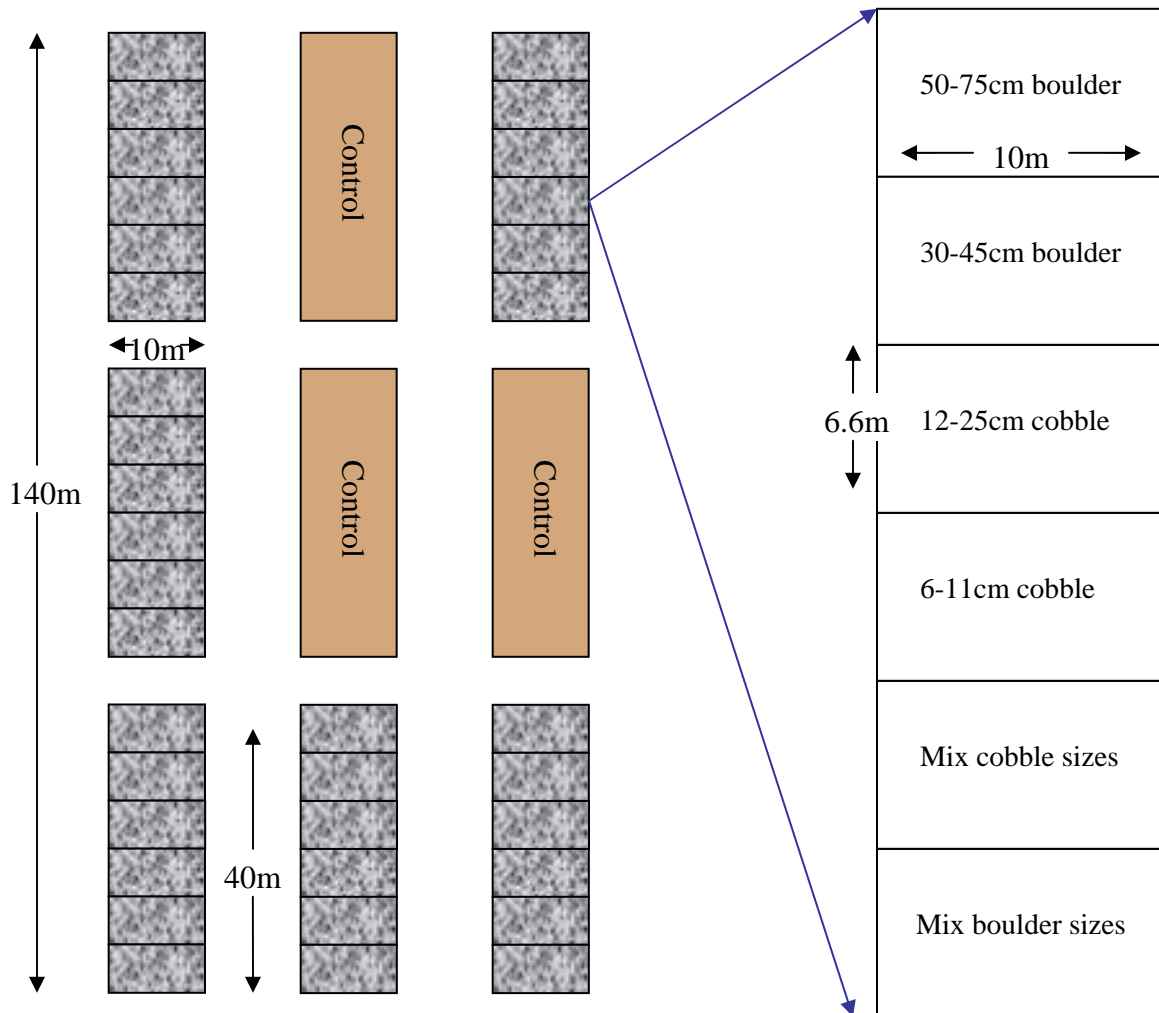 Control
10m
Control
Control
140m
40m
50-75cm boulder
10m
30-45cm boulder
6.6m
12-25cm cobble
6-11cm cobble
Mix cobble sizes
Mix boulder sizes